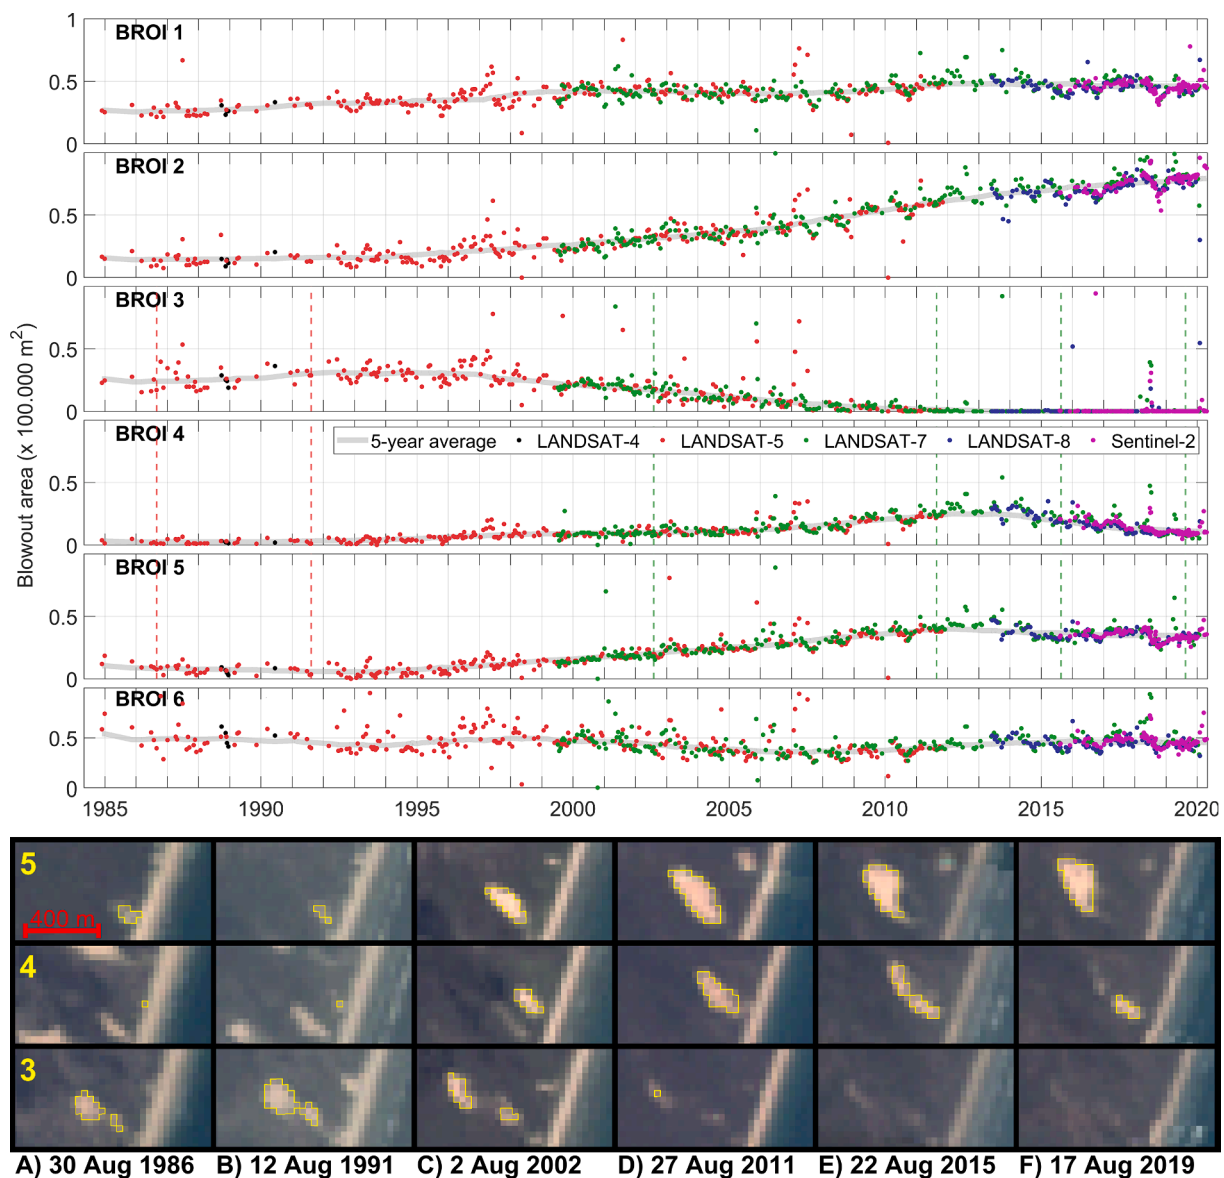 1
BROI 1
0.5
0
BROI 2
0.5
0
BROI 3
0.5
0
BROI 4
5-year average LANDSAT-4 LANDSAT-5 LANDSAT-7 LANDSAT-8 Sentinel-2
0.5
0
BROI 5
0.5
0
BROI 6
0.5
0
Blowout area (x 100.000 m²)
1985 1990 1995 2000 2005 2010 2015 2020
5
400 m
4
3
A) 30 Aug 1986 B) 12 Aug 1991 C) 2 Aug 2002 D) 27 Aug 2011 E) 22 Aug 2015 F) 17 Aug 2019